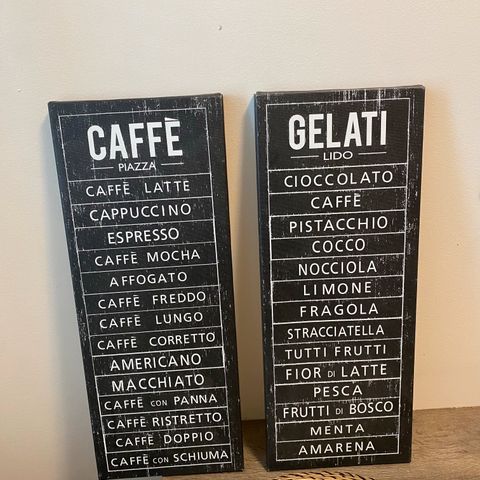 CAFFÈ
PIAZZA
CAFFÈ LATTE
CAPPUCCINO
ESPRESSO
CAFFÈ MOCHA
AFFOGATO
CAFFÈ FREDDO
CAFFÈ LUNGO
CAFFÈ CORRETTO
AMERICANO
MACCHIATO
CAFFÈ CON PANNA
CAFFÈ RISTRETTO
CAFFÈ DOPPIO
CAFFÈ CON SCHIUMA
GELATI
LIDO
CIOCCOLATO
CAFFÈ
PISTACCHIO
COCCO
NOCCIOLA
LIMONE
FRAGOLA
STRACCIATELLA
TUTTI FRUTTI
FIOR DI LATTE
PESCA
FRUTTI DI BOSCO
MENTA
AMARENA